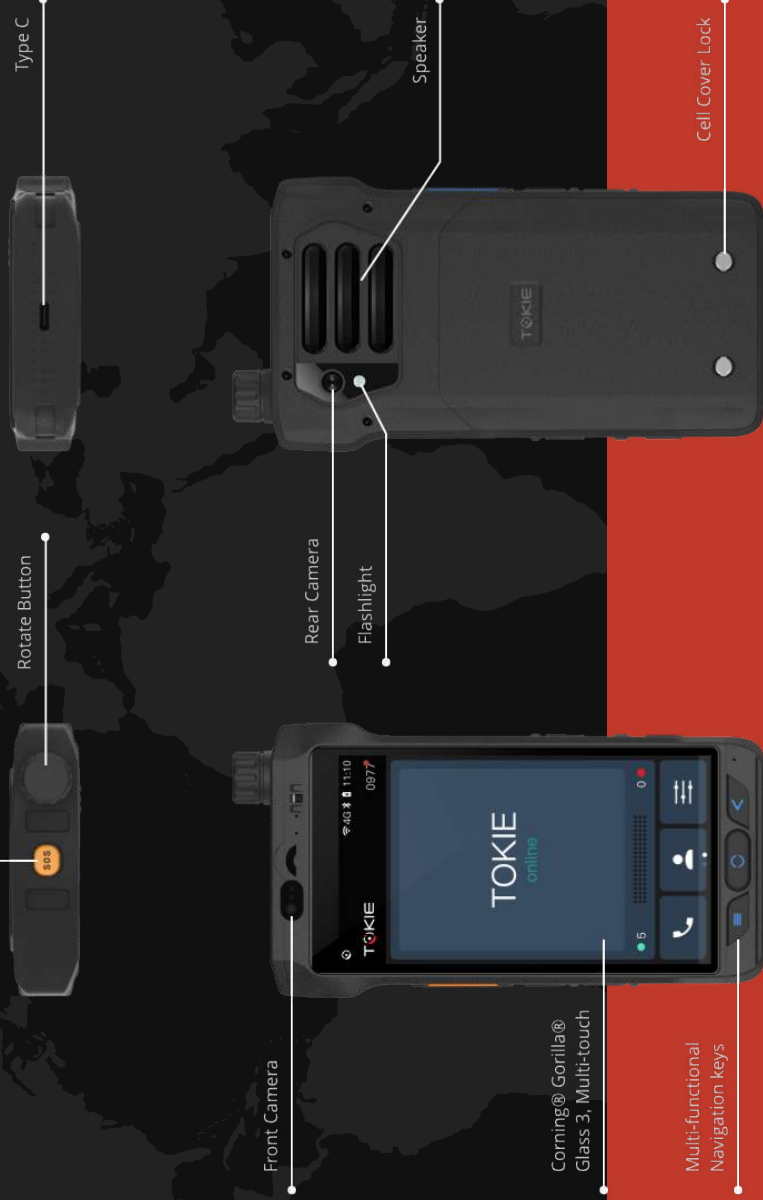 Rotate Button
Type C
SOS
Front Camera
4G 11:10
TOKIE 0977
TOKIE
online
5 0
Corning® Gorilla®
Glass 3, Multi-touch
Multi-functional
Navigation keys
Rear Camera
Flashlight
Speaker
TOKIE
Cell Cover Lock